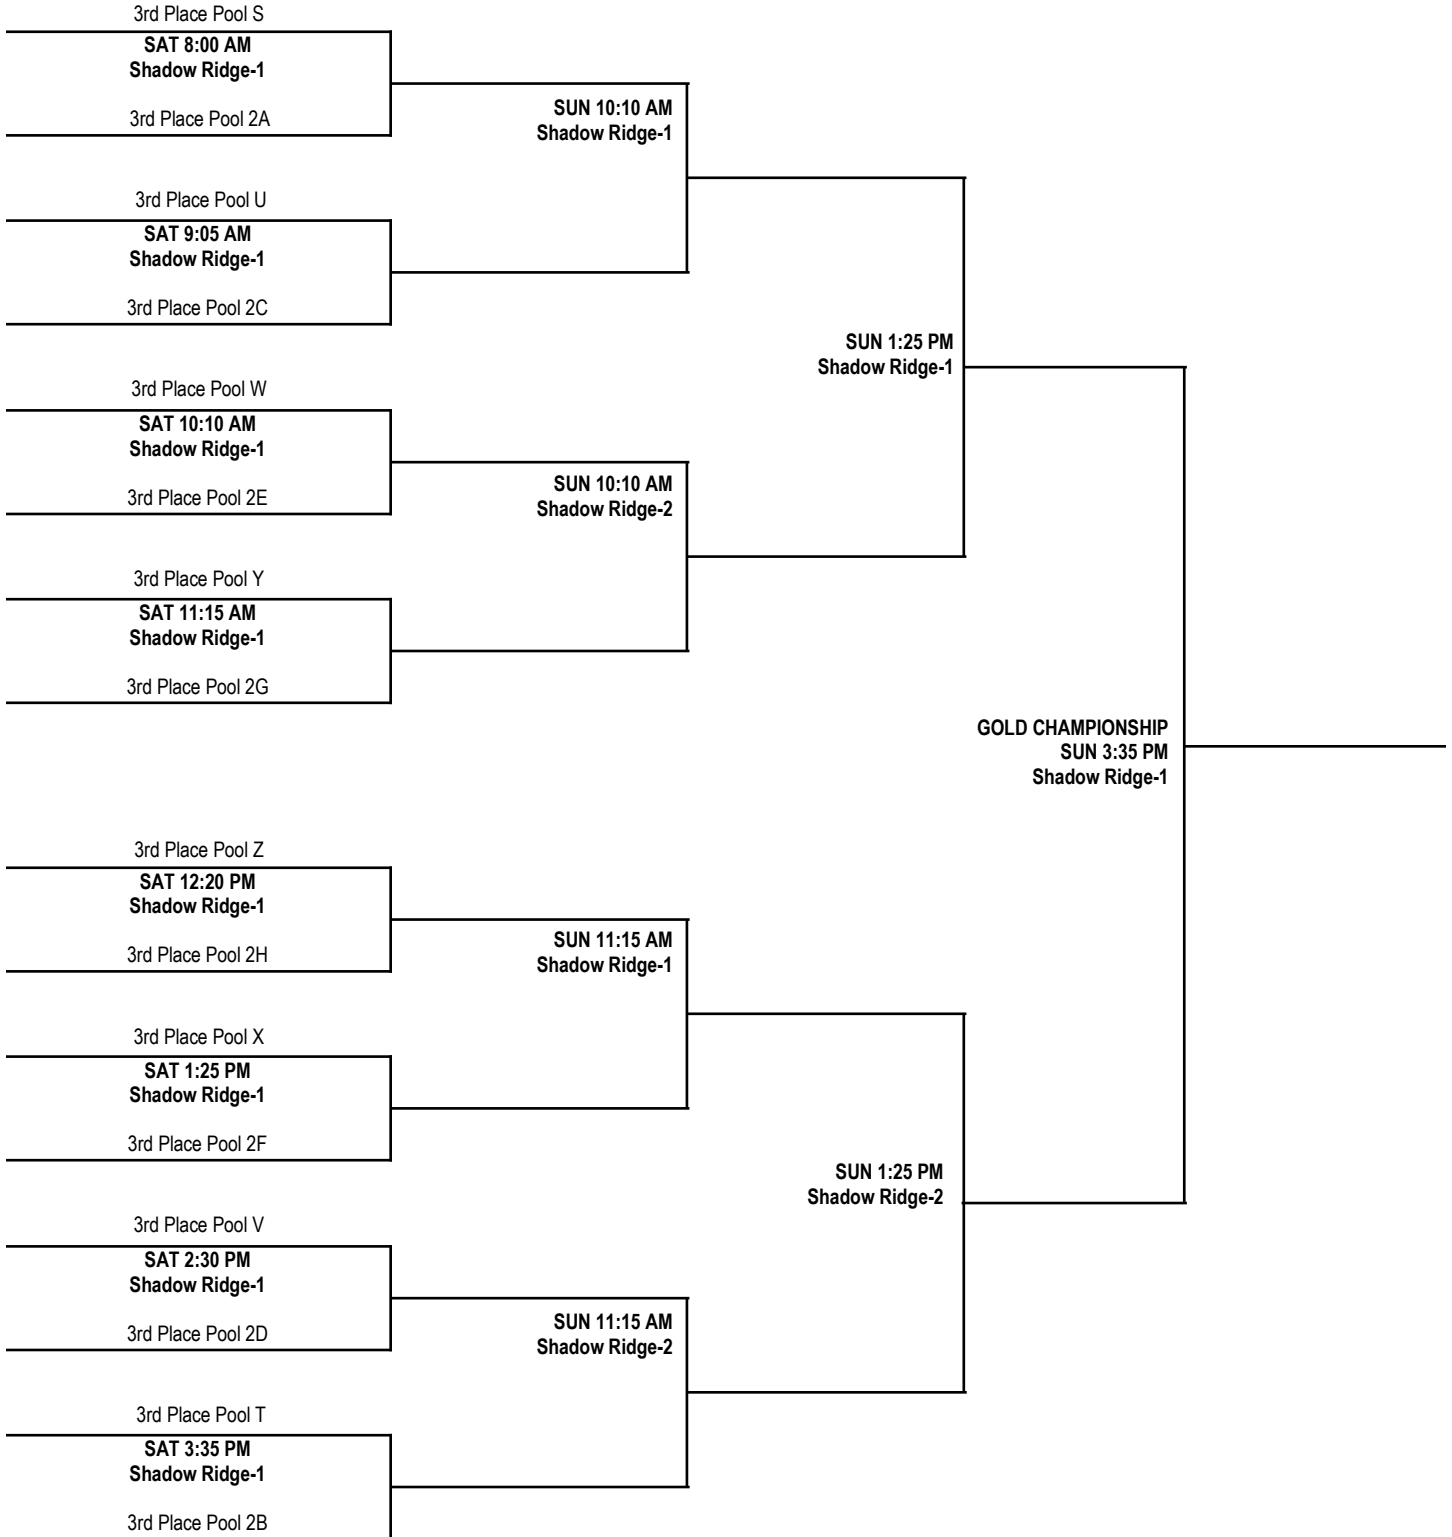 3rd Place Pool S
SAT 8:00 AM
Shadow Ridge-1
3rd Place Pool 2A
SUN 10:10 AM
Shadow Ridge-1
3rd Place Pool U
SAT 9:05 AM
Shadow Ridge-1
3rd Place Pool 2C
SUN 1:25 PM
Shadow Ridge-1
3rd Place Pool W
SAT 10:10 AM
Shadow Ridge-1
3rd Place Pool 2E
SUN 10:10 AM
Shadow Ridge-2
3rd Place Pool Y
SAT 11:15 AM
Shadow Ridge-1
3rd Place Pool 2G
GOLD CHAMPIONSHIP
SUN 3:35 PM
Shadow Ridge-1
3rd Place Pool Z
SAT 12:20 PM
Shadow Ridge-1
3rd Place Pool 2H
SUN 11:15 AM
Shadow Ridge-1
3rd Place Pool X
SAT 1:25 PM
Shadow Ridge-1
3rd Place Pool 2F
SUN 1:25 PM
Shadow Ridge-2
3rd Place Pool V
SAT 2:30 PM
Shadow Ridge-1
3rd Place Pool 2D
SUN 11:15 AM
Shadow Ridge-2
3rd Place Pool T
SAT 3:35 PM
Shadow Ridge-1
3rd Place Pool 2B